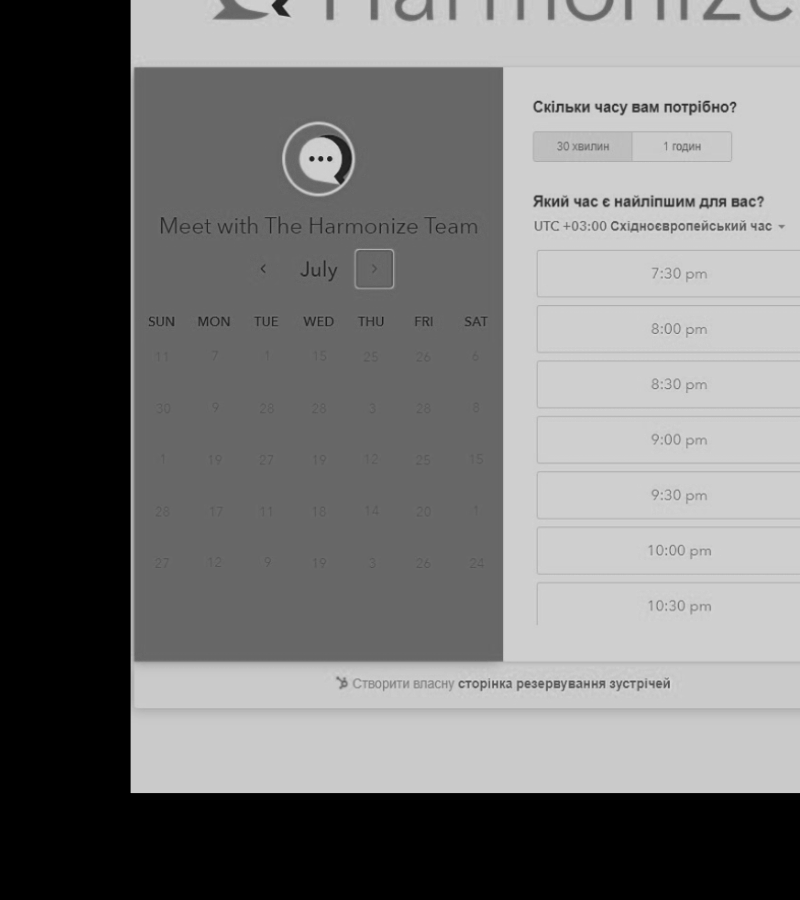 Harmonize
Meet with The Harmonize Team
July
SUN MON TUE WED THU FRI SAT
11 7 1 15 25 26 6
30 9 28 28 3 28 8
1 19 27 19 12 25 15
28 17 11 18 14 20 1
27 12 9 19 3 26 24
Скільки часу вам потрібно?
30 хвилин 1 годин
Який час є найліпшим для вас?
UTC +03:00 Східноєвропейський час
7:30 pm
8:00 pm
8:30 pm
9:00 pm
9:30 pm
10:00 pm
10:30 pm
Створити власну сторінка резервування зустрічей